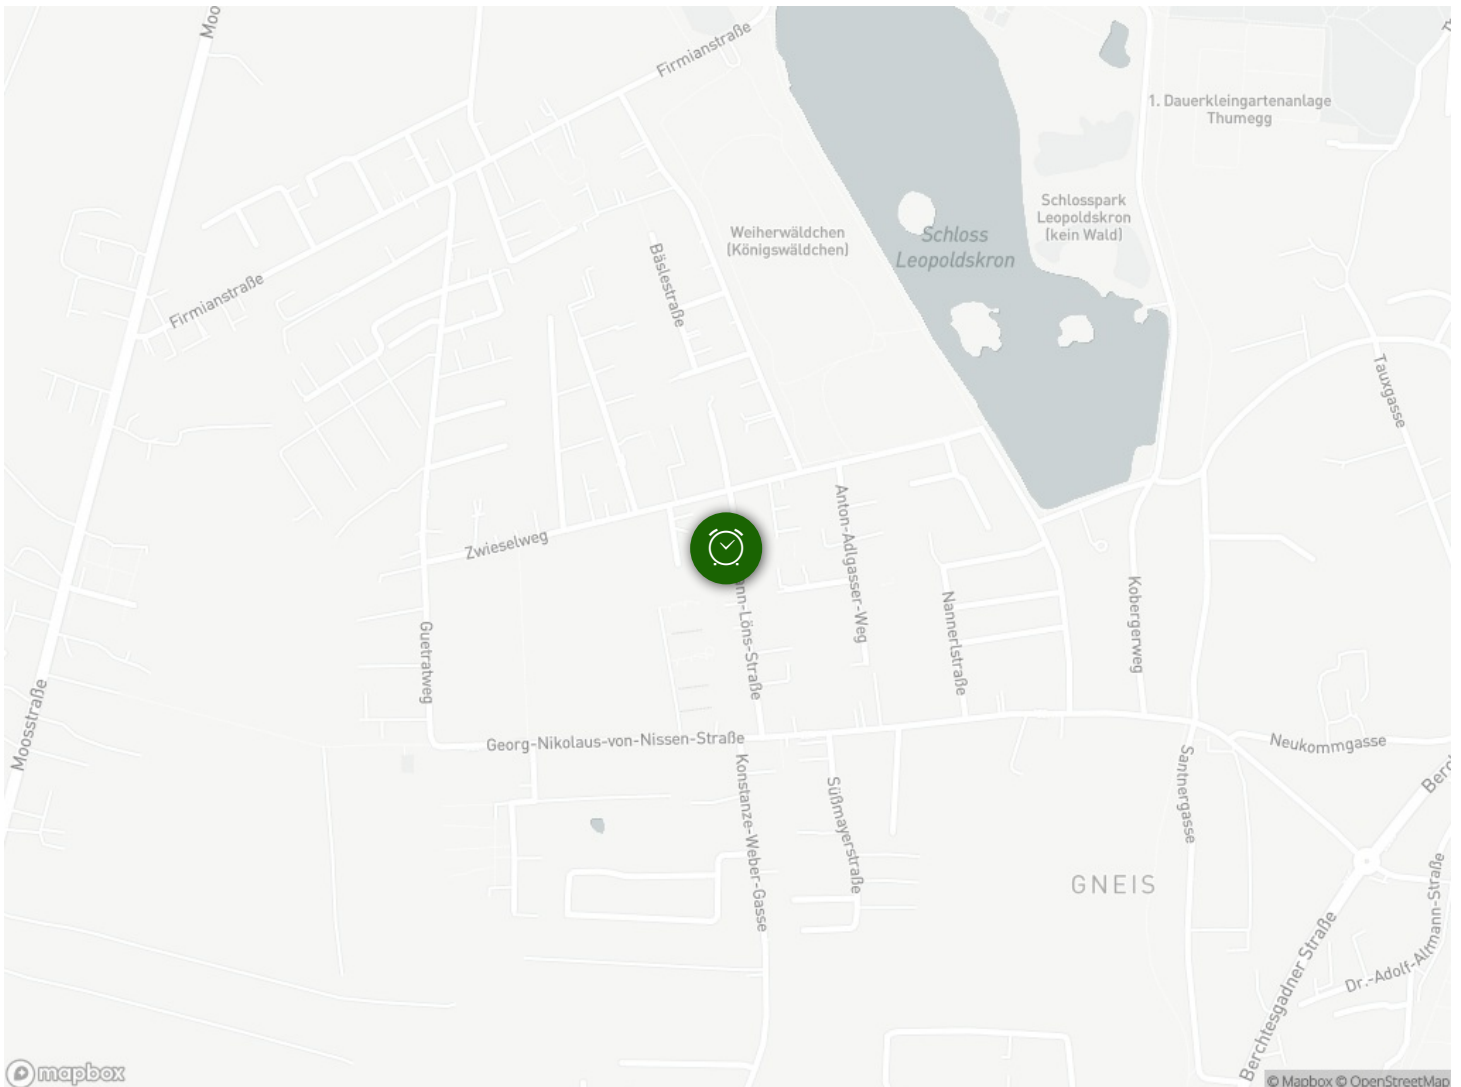 Moo
Firmianstraße
1. Dauerkleingartenanlage
Thumegg
Schlosspark
Leopoldskron
(kein Wald)
Weiherwäldchen
(Königswäldchen)
Schloss
Leopoldskron
Bäslestraße
Firmianstraße
Tauxgasse
Anton-Adlgasser-Weg
Zwieselweg
nn-Löns-Straße
Nannerlstraße
Kobergerweg
Guetratweg
Moosstraße
Georg-Nikolaus-von-Nissen-Straße
Neukommgasse
Santnergasse
Konstanze-Weber-Gasse
Süßmayerstraße
Berc
GNEIS
Dr.-Adolf-Altmann-Straße
Berchtesgadner Straße
mapbox
© Mapbox © OpenStreetMap